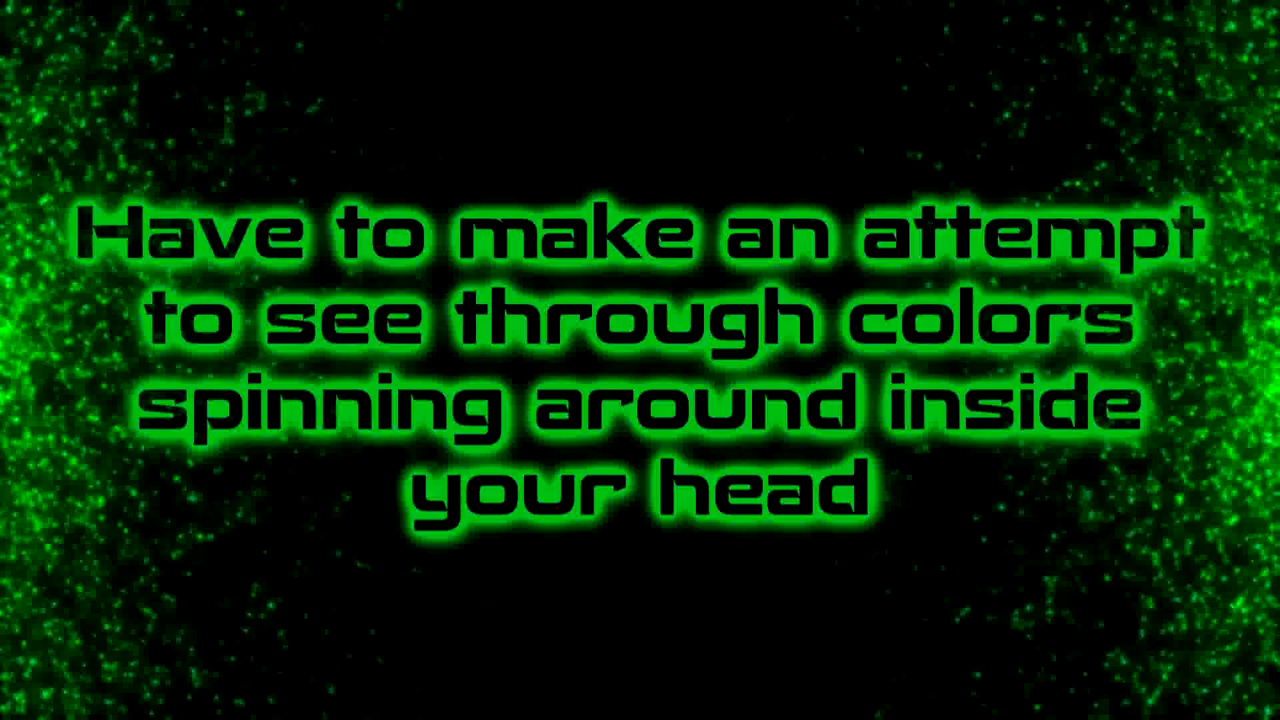 Have to make an attempt
to see through colors
spinning around inside
your head